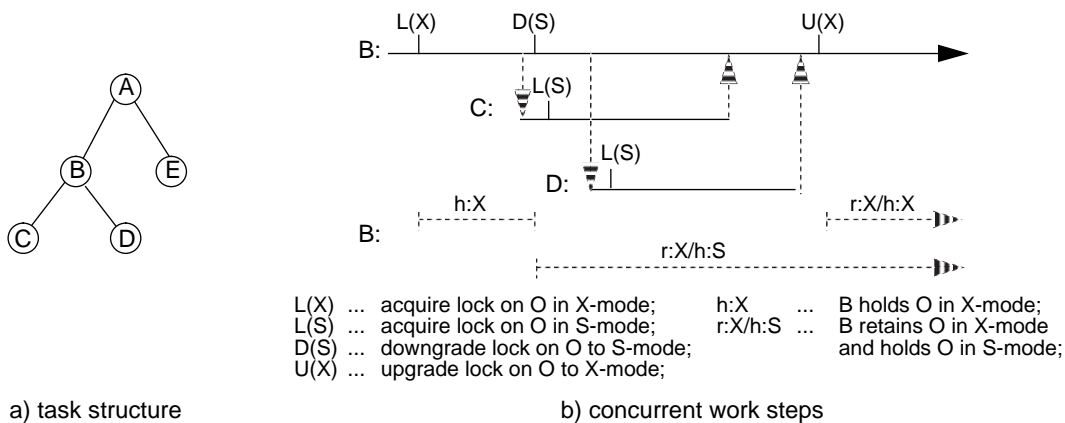 L(X) D(S) U(X)
B:
A
L(S)
C:
B E
L(S)
D:
h:X r:X/h:X
C D
B:
r:X/h:S
L(X) ... acquire lock on O in X-mode; h:X ... B holds O in X-mode;
L(S) ... acquire lock on O in S-mode; r:X/h:S ... B retains O in X-mode
D(S) ... downgrade lock on O to S-mode; and holds O in S-mode;
U(X) ... upgrade lock on O to X-mode;
a) task structure b) concurrent work steps